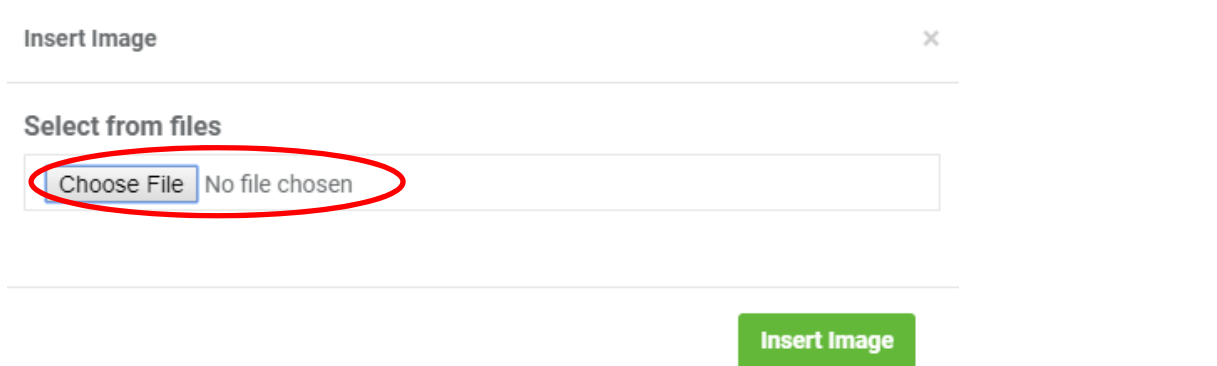 Insert Image ×
Select from files
Choose File No file chosen
Insert Image